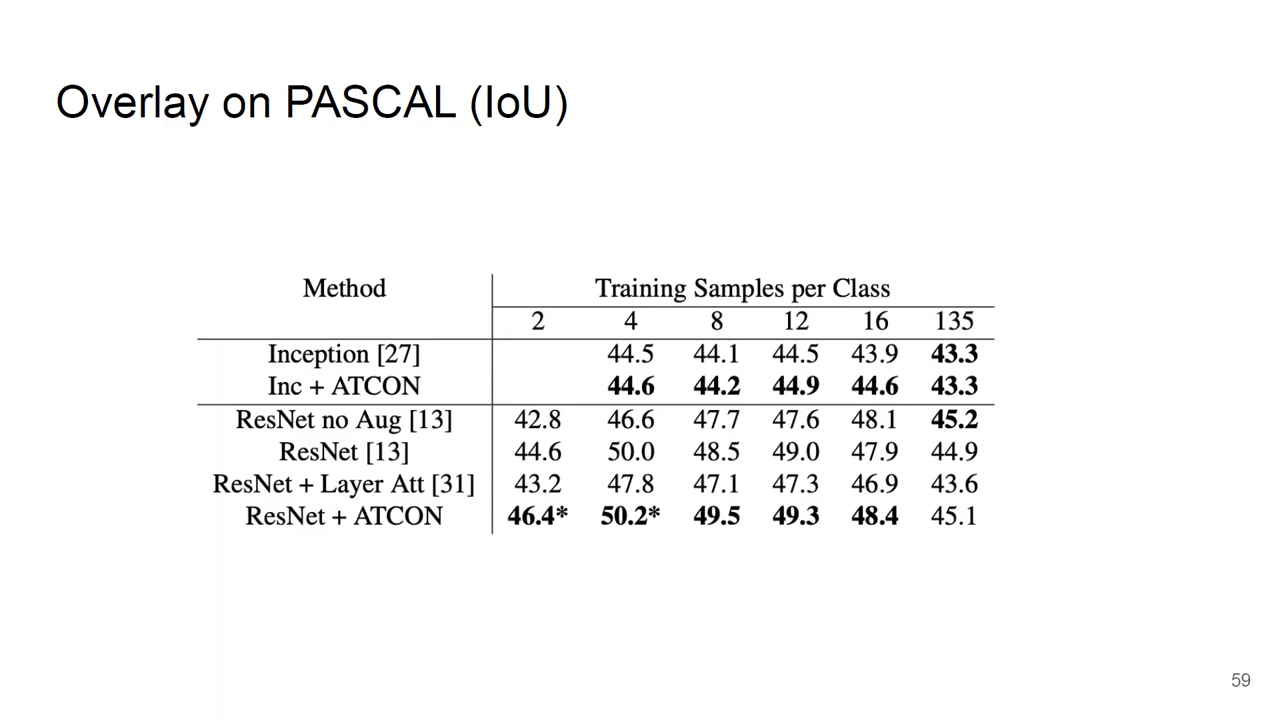 Overlay on PASCAL (IoU)
Method Training Samples per Class
2 4 8 12 16 135
Inception [27] 44.5 44.1 44.5 43.9 43.3
Inc + ATCON 44.6 44.2 44.9 44.6 43.3
ResNet no Aug [13] 42.8 46.6 47.7 47.6 48.1 45.2
ResNet [13] 44.6 50.0 48.5 49.0 47.9 44.9
ResNet + Layer Att [31] 43.2 47.8 47.1 47.3 46.9 43.6
ResNet + ATCON 46.4* 50.2* 49.5 49.3 48.4 45.1
59